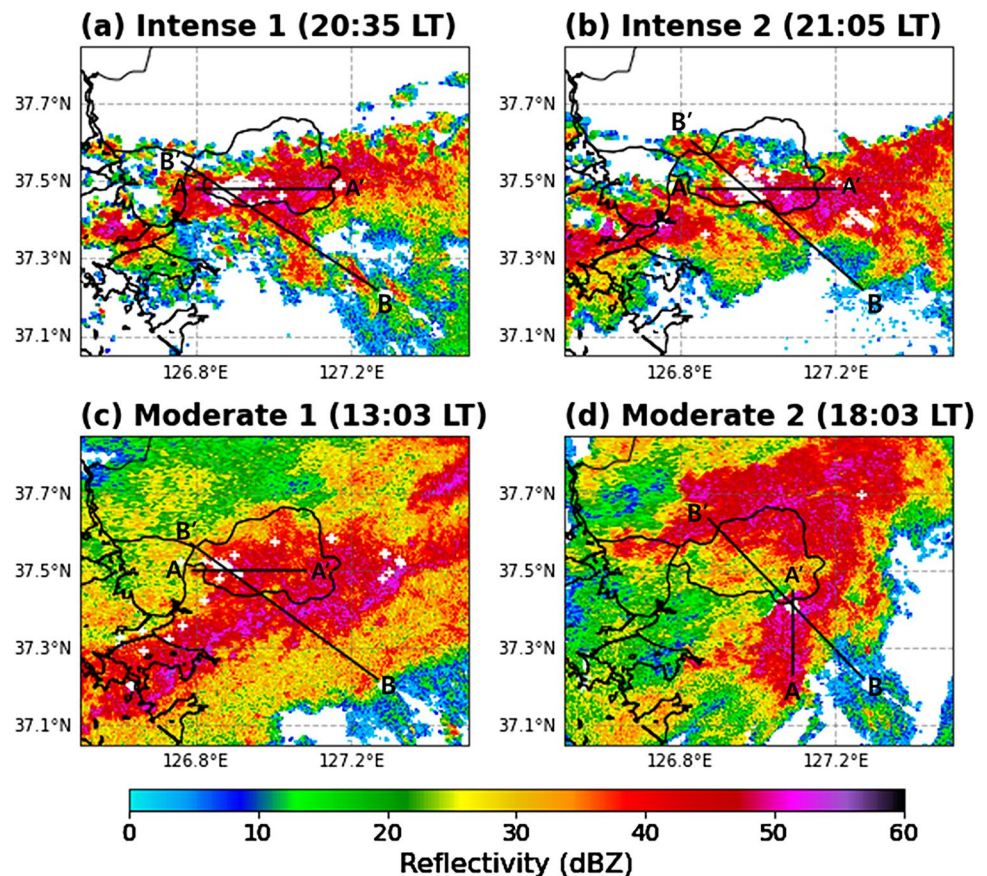 (a) Intense 1 (20:35 LT)
(b) Intense 2 (21:05 LT)
37.7°N
37.5°N
37.3°N
37.1°N
B′
A
A′
B
126.8°E
127.2°E
37.7°N
37.5°N
37.3°N
37.1°N
B′
A
A′
B
126.8°E
127.2°E
(c) Moderate 1 (13:03 LT)
(d) Moderate 2 (18:03 LT)
37.7°N
37.5°N
37.3°N
37.1°N
B′
A
A′
B
126.8°E
127.2°E
37.7°N
37.5°N
37.3°N
37.1°N
B′
A′
A
B
126.8°E
127.2°E
0 10 20 30 40 50 60
Reflectivity (dBZ)